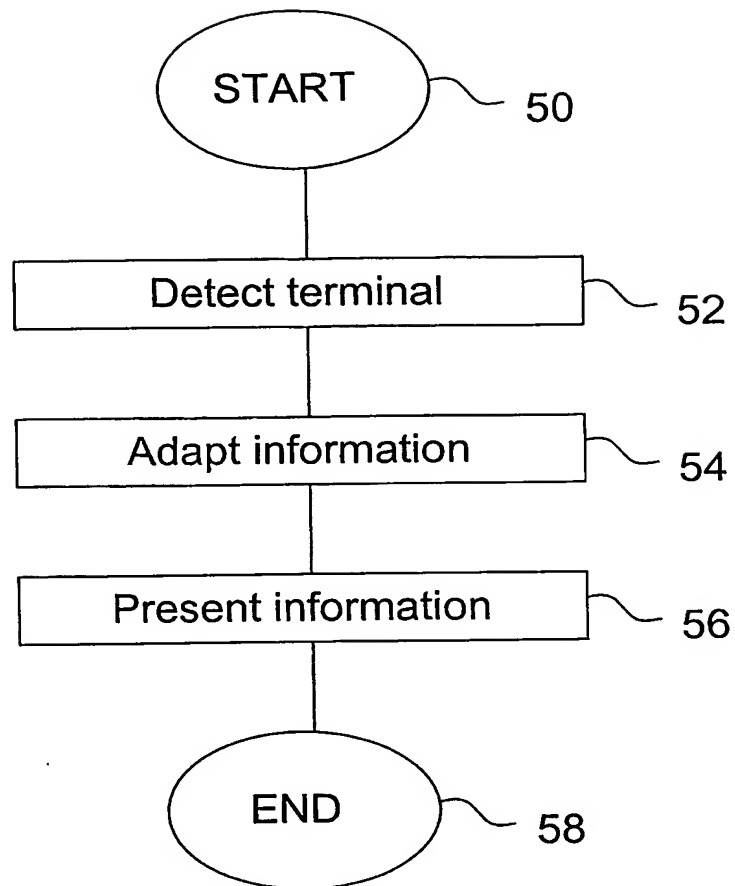 START
50
Detect terminal
52
Adapt information
54
Present information
56
END
58